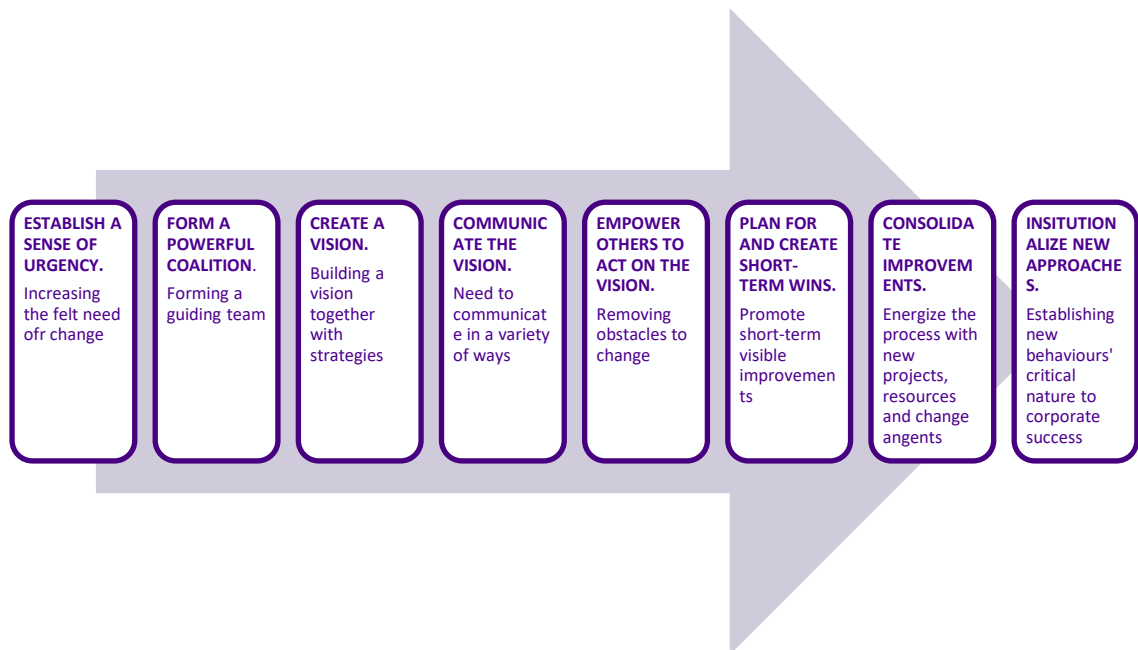 ESTABLISH A
SENSE OF
URGENCY.
Increasing
the felt need
ofr change
FORM A
POWERFUL
COALITION.
Forming a
guiding team
CREATE A
VISION.
Building a
vision
together
with
strategies
COMMUNIC
ATE THE
VISION.
Need to
communicat
e in a variety
of ways
EMPOWER
OTHERS TO
ACT ON THE
VISION.
Removing
obstacles to
change
PLAN FOR
AND CREATE
SHORT-
TERM WINS.
Promote
short-term
visible
improvemen
ts
CONSOLIDA
TE
IMPROVEM
ENTS.
Energize the
process with
new
projects,
resources
and change
angents
INSITUTION
ALIZE NEW
APPROACHE
S.
Establishing
new
behaviours'
critical
nature to
corporate
success